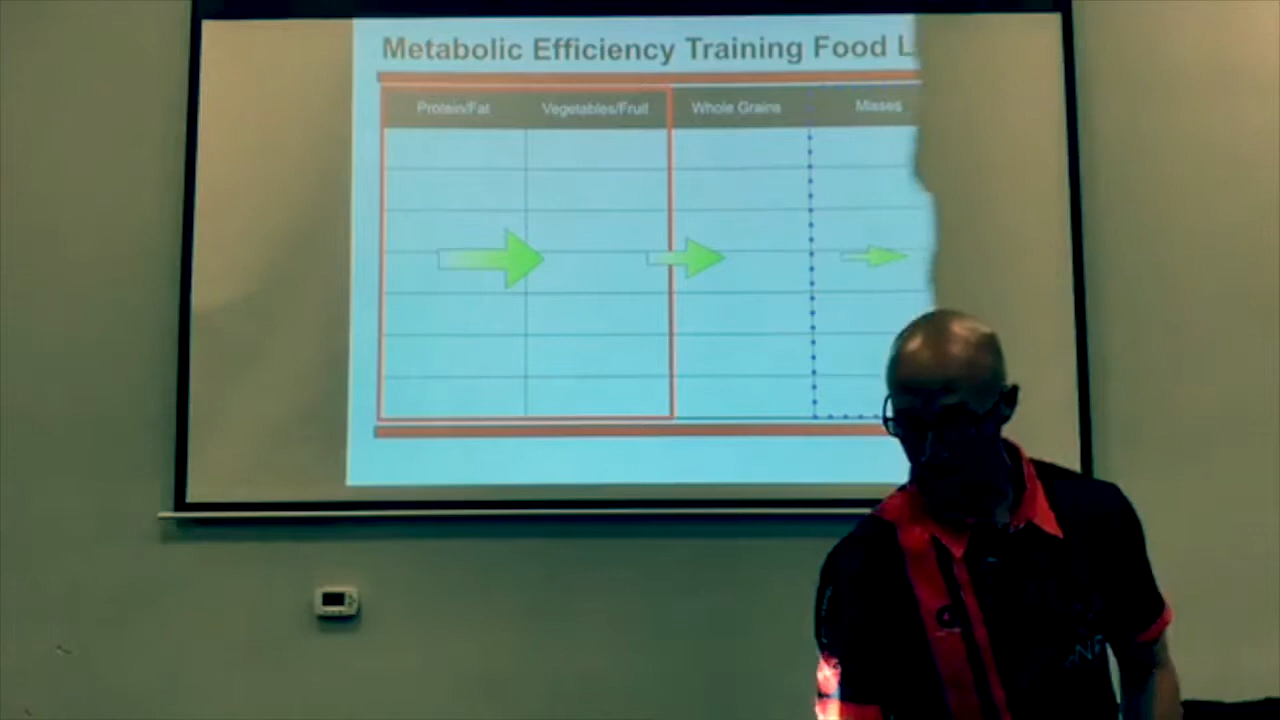 Metabolic Efficiency Training Food L
Protein/Fat Vegetables/Fruit Whole Grains Misses